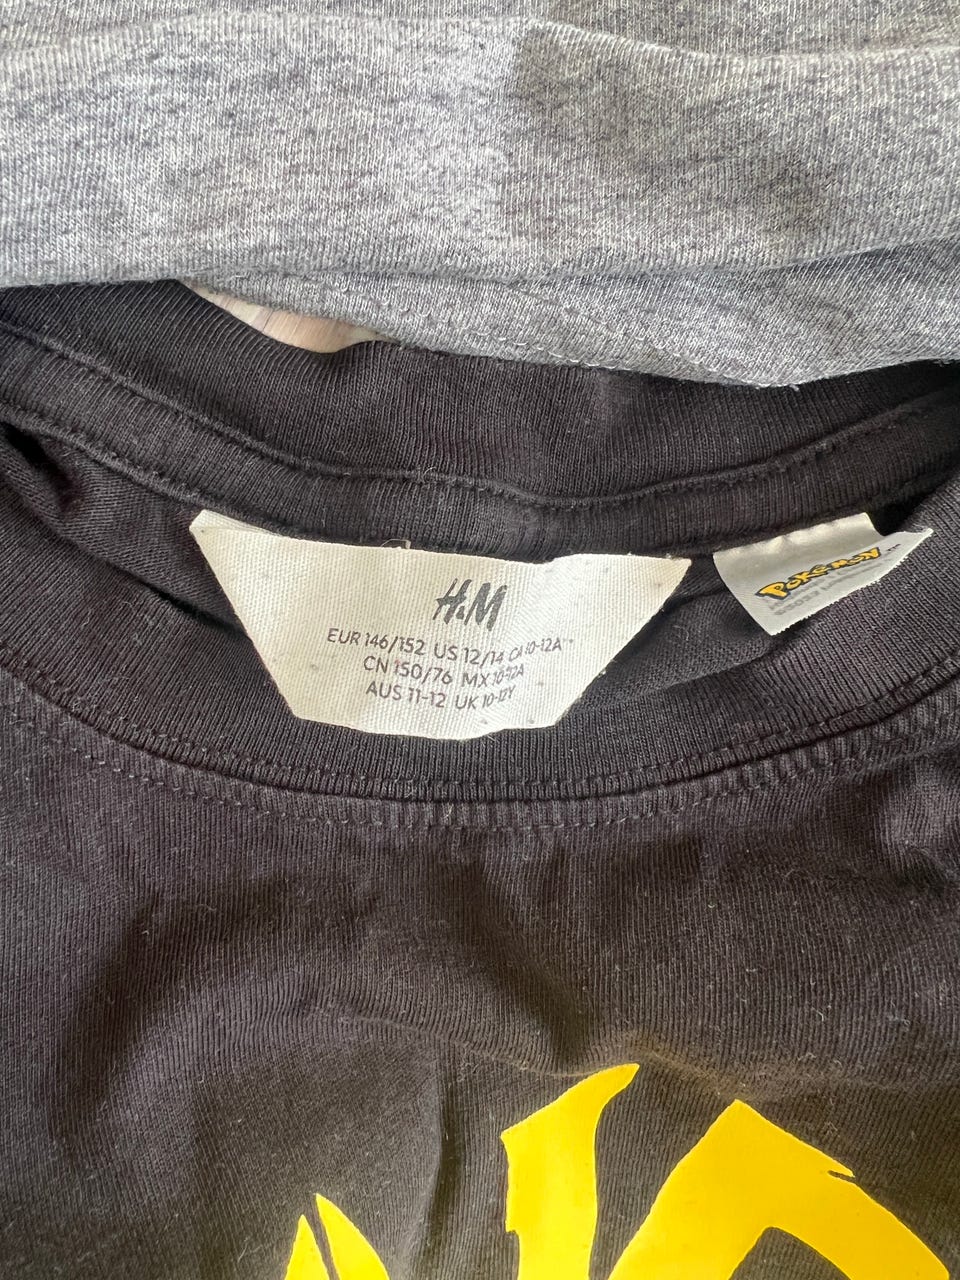 H&M
EUR 146/152 US 12/14 CA 10-12A**
CN 150/76 MX 10-12A
AUS 11-12 UK 10-12Y
POKÉMON